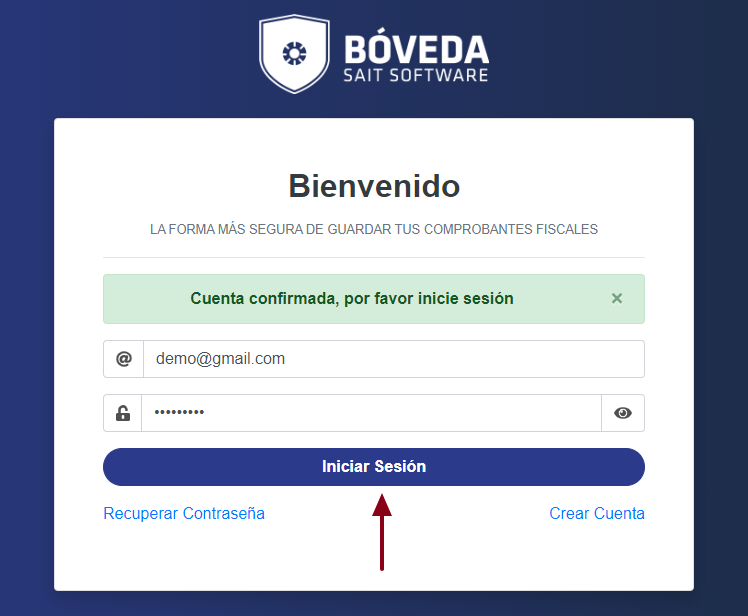 BÓVEDA
SAIT SOFTWARE
Bienvenido
LA FORMA MÁS SEGURA DE GUARDAR TUS COMPROBANTES FISCALES
Cuenta confirmada, por favor inicie sesión ×
@ demo@gmail.com
•••••••••
Iniciar Sesión
Recuperar Contraseña Crear Cuenta